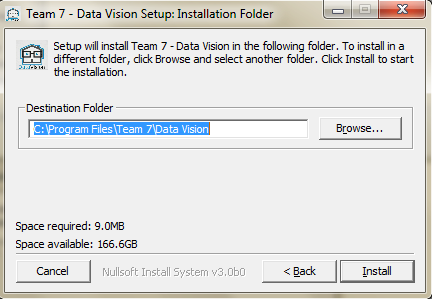 Team 7 - Data Vision Setup: Installation Folder
Setup will install Team 7 - Data Vision in the following folder. To install in a
different folder, click Browse and select another folder. Click Install to start
the installation.
Destination Folder
C:\Program Files\Team 7\Data Vision
Browse...
Space required: 9.0MB
Space available: 166.6GB
Cancel
Nullsoft Install System v3.0b0
< Back
Install